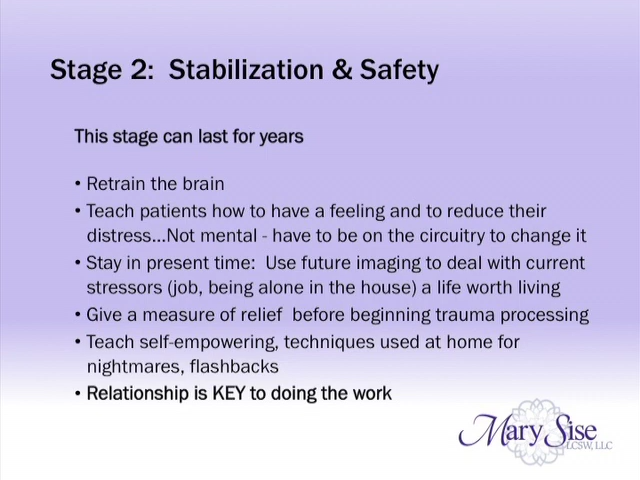 Stage 2:  Stabilization & Safety
This stage can last for years
• Retrain the brain
• Teach patients how to have a feeling and to reduce their
distress...Not mental - have to be on the circuitry to change it
• Stay in present time:  Use future imaging to deal with current
stressors (job, being alone in the house) a life worth living
• Give a measure of relief  before beginning trauma processing
• Teach self-empowering, techniques used at home for
nightmares, flashbacks
• Relationship is KEY to doing the work
Mary Sise
LCSW, LLC